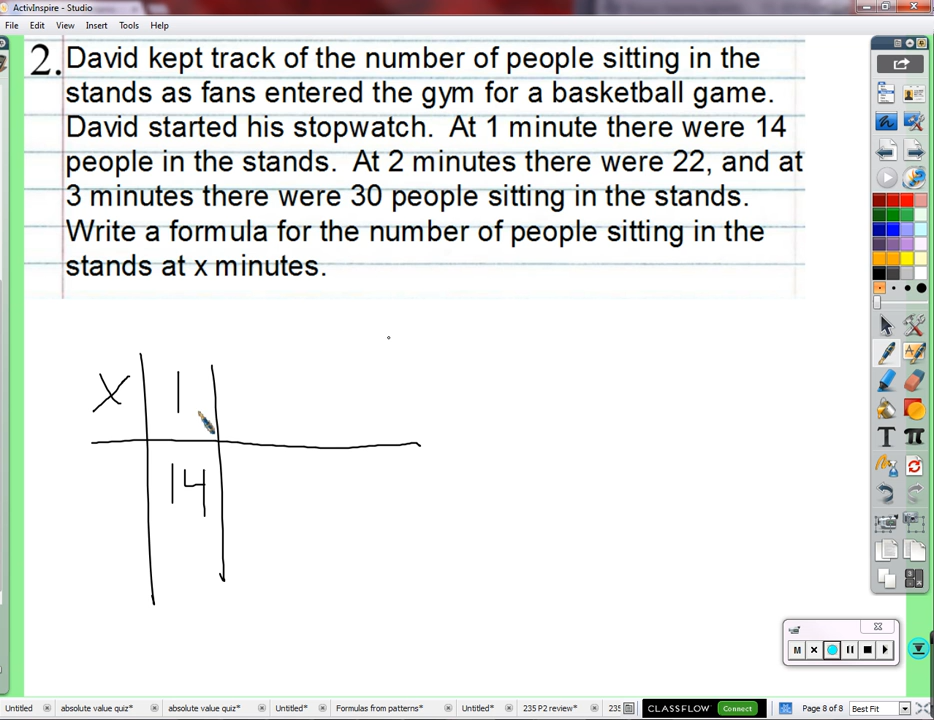 ActivInspire - Studio
File Edit View Insert Tools Help
2. David kept track of the number of people sitting in the
stands as fans entered the gym for a basketball game.
David started his stopwatch. At 1 minute there were 14
people in the stands. At 2 minutes there were 22, and at
3 minutes there were 30 people sitting in the stands.
Write a formula for the number of people sitting in the
stands at x minutes.
x 1
14
M
Untitled absolute value quiz* absolute value quiz* Untitled* Formulas from patterns* Untitled* 235 P2 review* 235 CLASSFLOW Connect Page 8 of 8 Best Fit